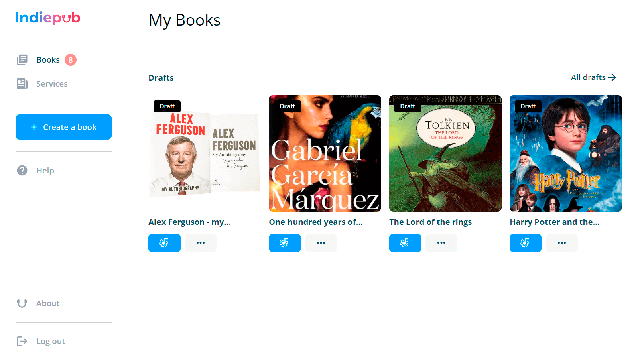 Indiepub
My Books
Books 8
Services
Create a book
Help
About
Log out
Drafts
All drafts
Draft
ALEX
FERGUSON
ALEX
FERGUSON
MY AUTOBIOGRAPHY
Alex Ferguson - my...
Draft
Gabriel
García
Márquez
One hundred years of...
Draft
TOLKIEN
THE LORD OF THE RINGS
The Lord of the rings
Draft
Harry Potter
Harry Potter and the...